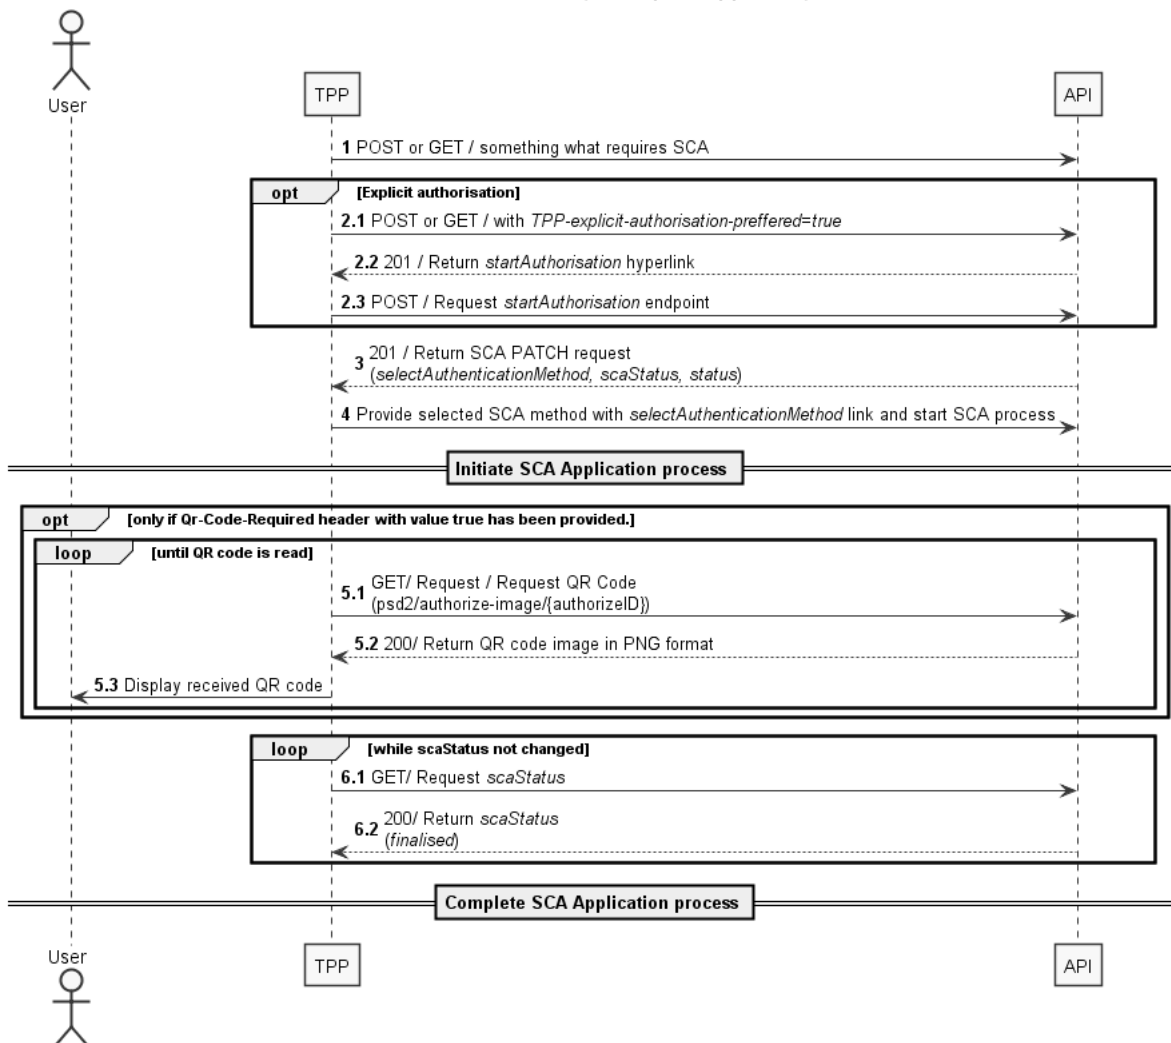 User
TPP
API
1 POST or GET / something what requires SCA
opt [Explicit authorisation]
2.1 POST or GET / with TPP-explicit-authorisation-preffered=true
2.2 201 / Return startAuthorisation hyperlink
2.3 POST / Request startAuthorisation endpoint
3 201 / Return SCA PATCH request
(selectAuthenticationMethod, scaStatus, status)
4 Provide selected SCA method with selectAuthenticationMethod link and start SCA process
Initiate SCA Application process
opt [only if Qr-Code-Required header with value true has been provided.]
loop [until QR code is read]
5.1 GET/ Request / Request QR Code
(psd2/authorize-image/{authorizeID})
5.2 200/ Return QR code image in PNG format
5.3 Display received QR code
loop [while scaStatus not changed]
6.1 GET/ Request scaStatus
6.2 200/ Return scaStatus
(finalised)
Complete SCA Application process
User
TPP
API